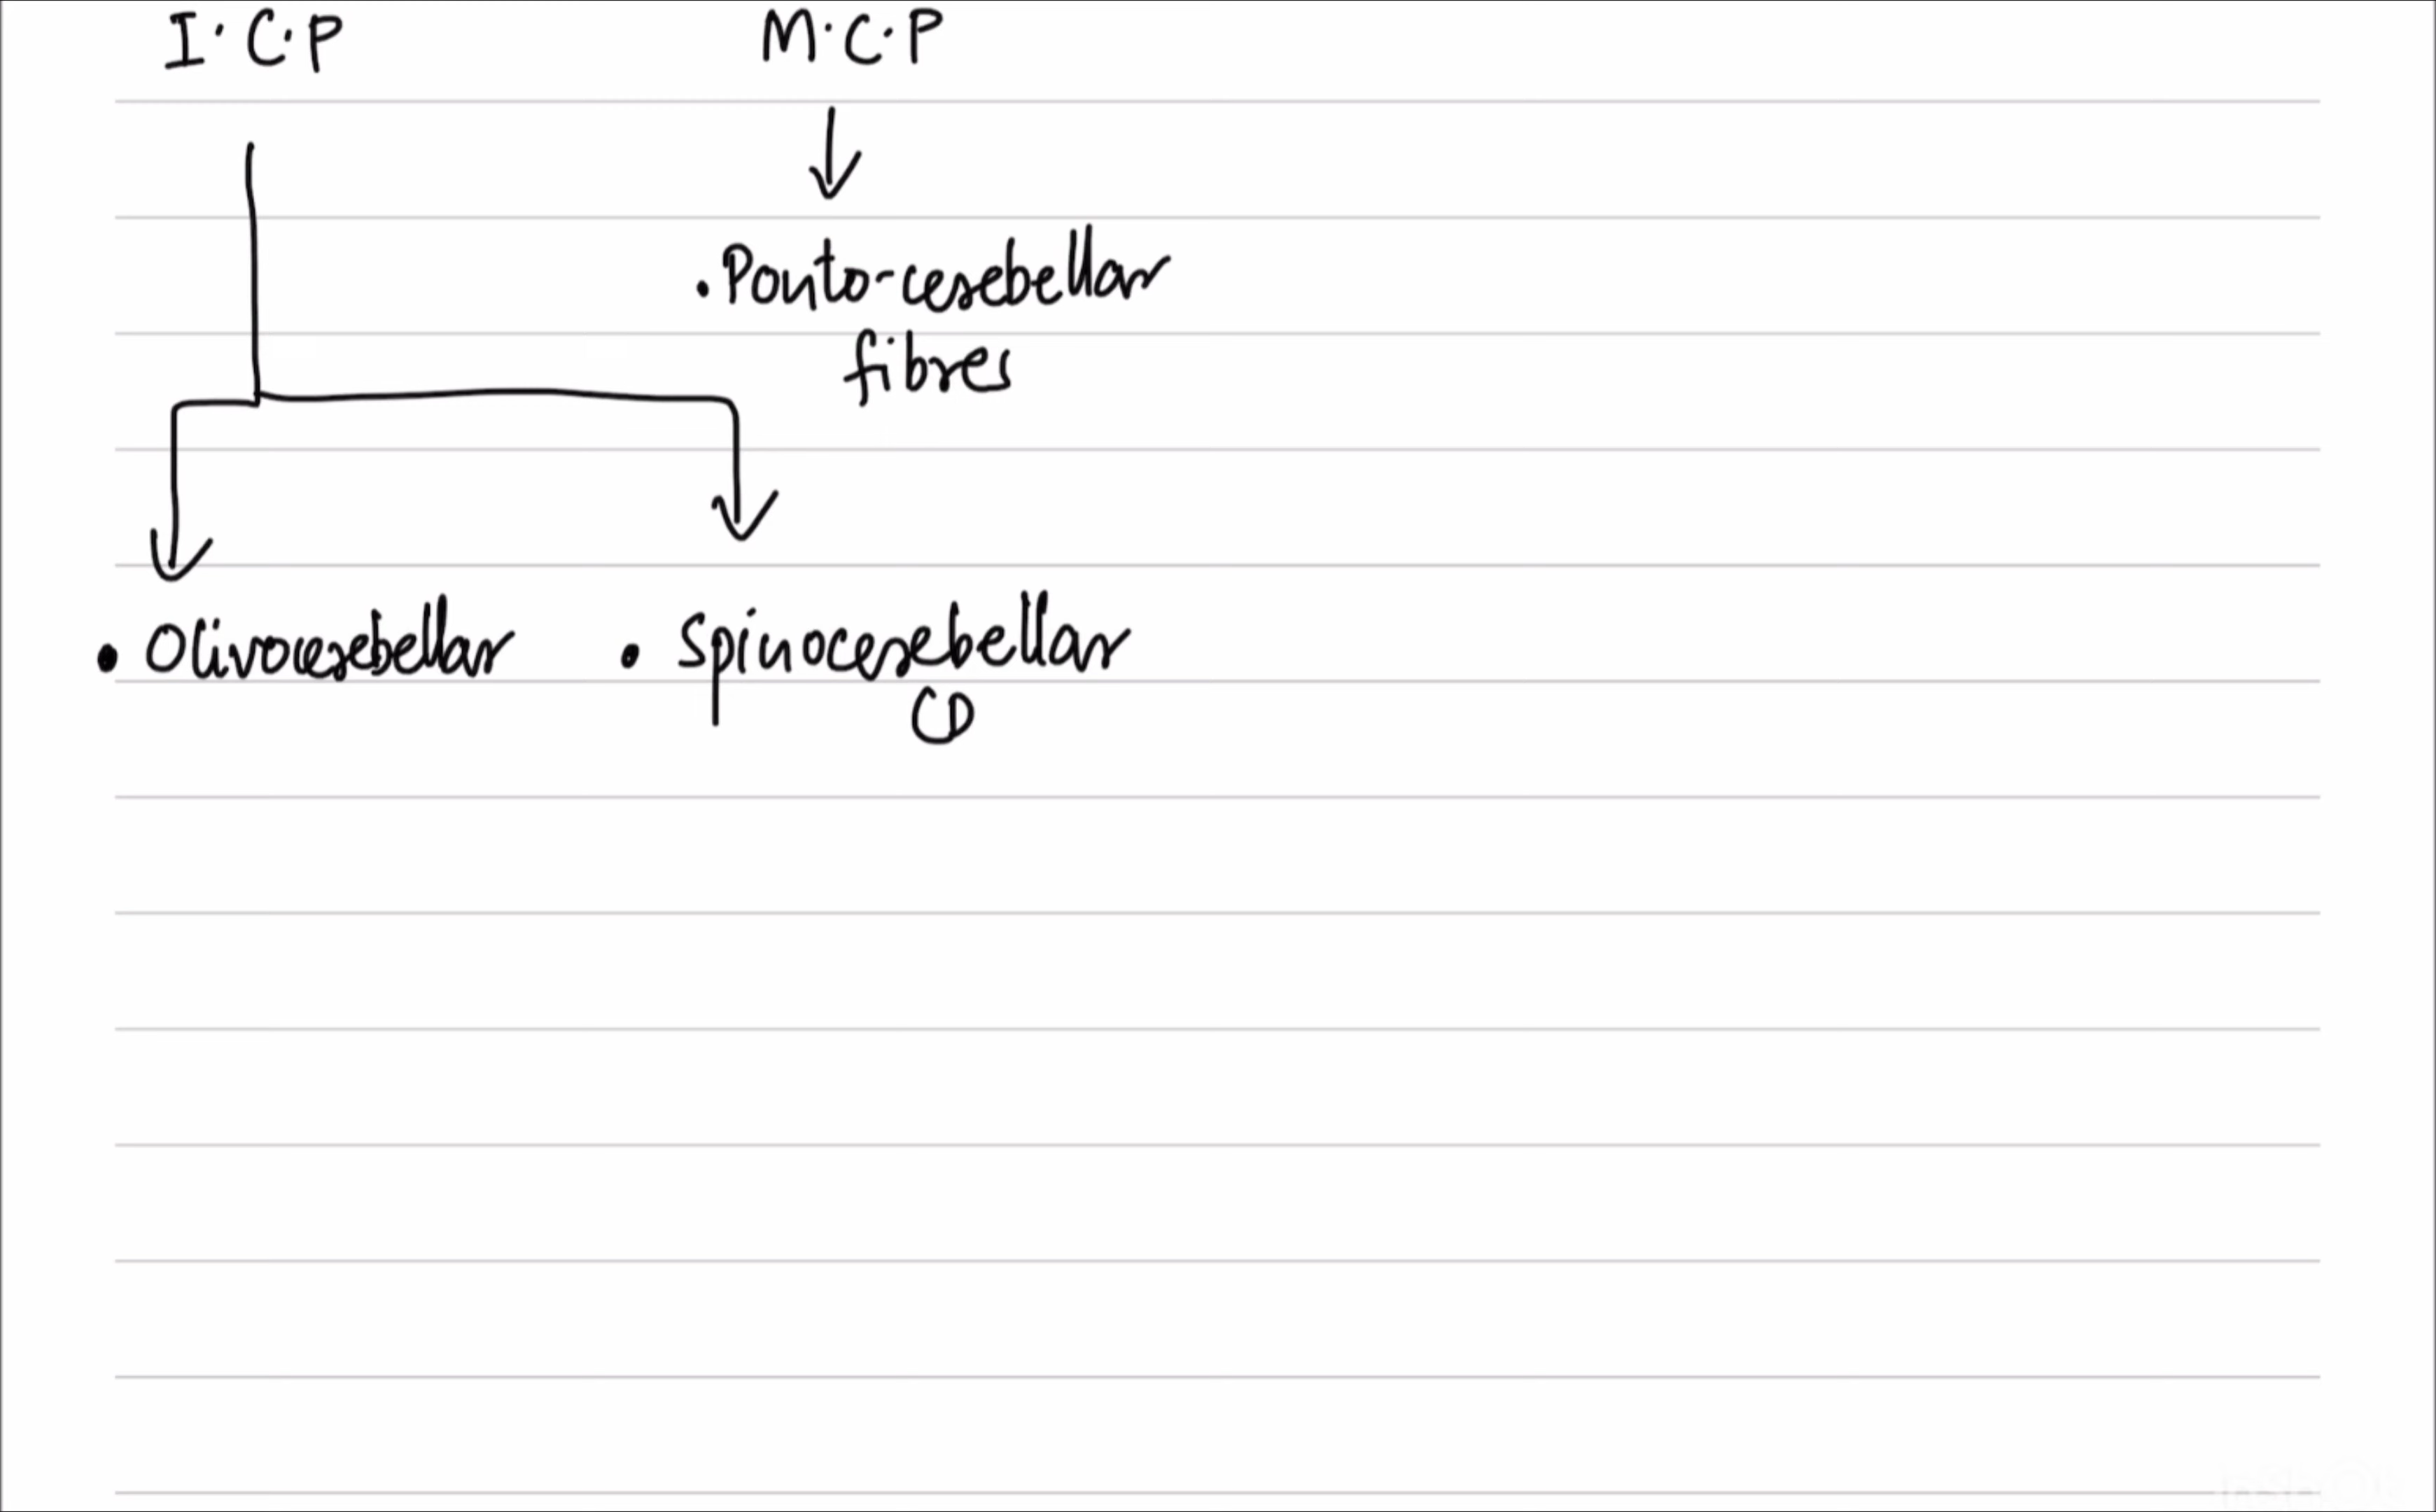 I·C·P M·C·P
·Ponto-cerebellar
fibres
• Olivocerebellar • Spinocerebellar